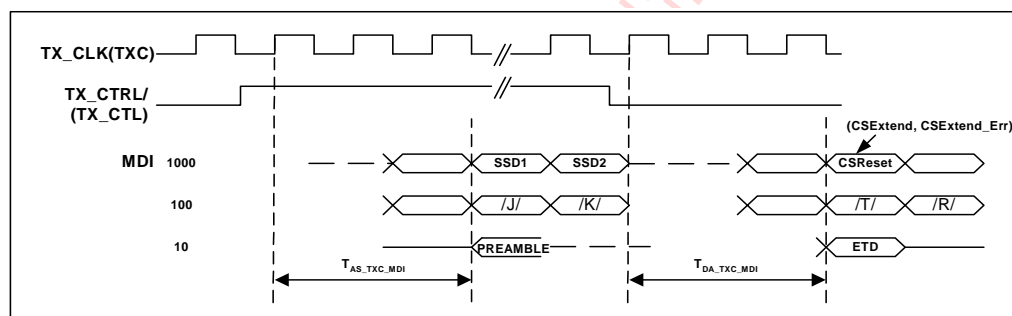 TX_CLK(TXC)
TX_CTRL/
(TX_CTL)
(CSExtend, CSExtend_Err)
MDI 1000 SSD1 SSD2 CSReset
100 /J/ /K/ /T/ /R/
10 PREAMBLE ETD
TAS_TXC_MDI TDA_TXC_MDI